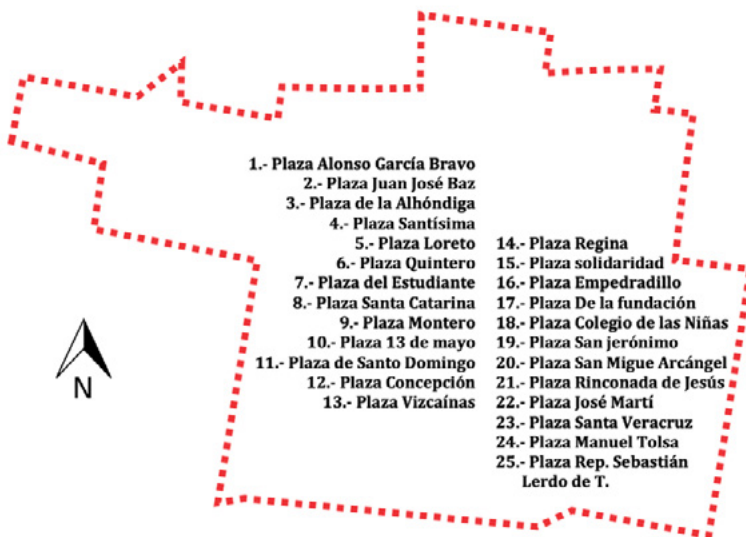 1.- Plaza Alonso García Bravo
2.- Plaza Juan José Baz
3.- Plaza de la Alhóndiga
4.- Plaza Santísima
5.- Plaza Loreto
6.- Plaza Quintero
7.- Plaza del Estudiante
8.- Plaza Santa Catarina
9.- Plaza Montero
10.- Plaza 13 de mayo
11.- Plaza de Santo Domingo
12.- Plaza Concepción
13.- Plaza Vizcaínas
14.- Plaza Regina
15.- Plaza solidaridad
16.- Plaza Empedradillo
17.- Plaza De la fundación
18.- Plaza Colegio de las Niñas
19.- Plaza San jerónimo
20.- Plaza San Migue Arcángel
21.- Plaza Rinconada de Jesús
22.- Plaza José Martí
23.- Plaza Santa Veracruz
24.- Plaza Manuel Tolsa
25.- Plaza Rep. Sebastián
Lerdo de T.
N